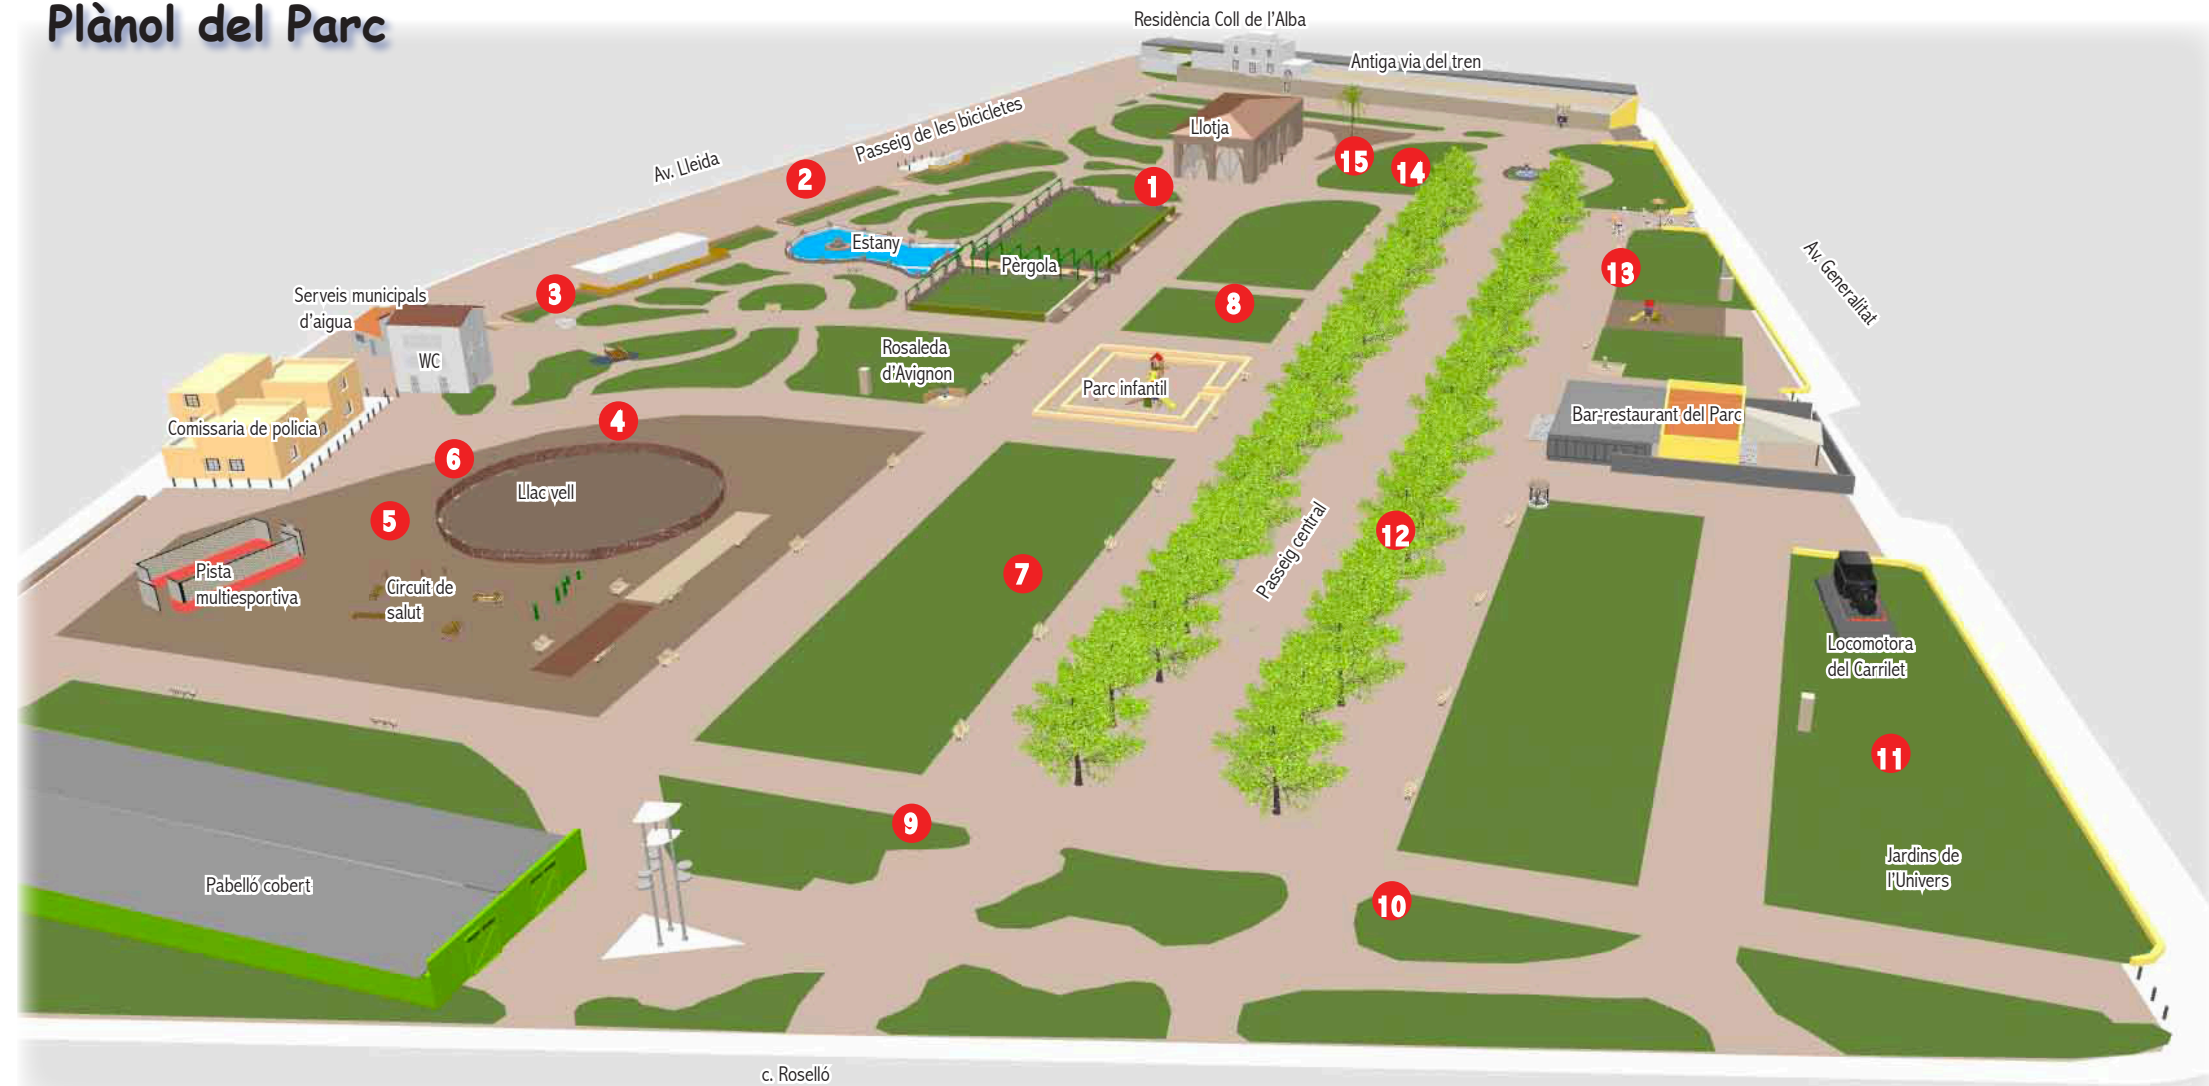 Plànol del Parc
Residència Coll de l'Alba
Antiga via del tren
Passeig de les bicicletes
Av. Lleida
Llotja
15
14
2
1
Estany
Pèrgola
Av. Generalitat
13
3
8
Serveis municipals
d'aigua
WC
Rosaleda
d'Avignon
Parc infantil
Bar-restaurant del Parc
Comissaria de policia
4
6
Llac vell
5
Passeig central
12
7
Pista
multiesportiva
Circuit de
salut
Locomotora
del Carrilet
11
9
Pabelló cobert
10
Jardins de
l'Univers
c. Roselló